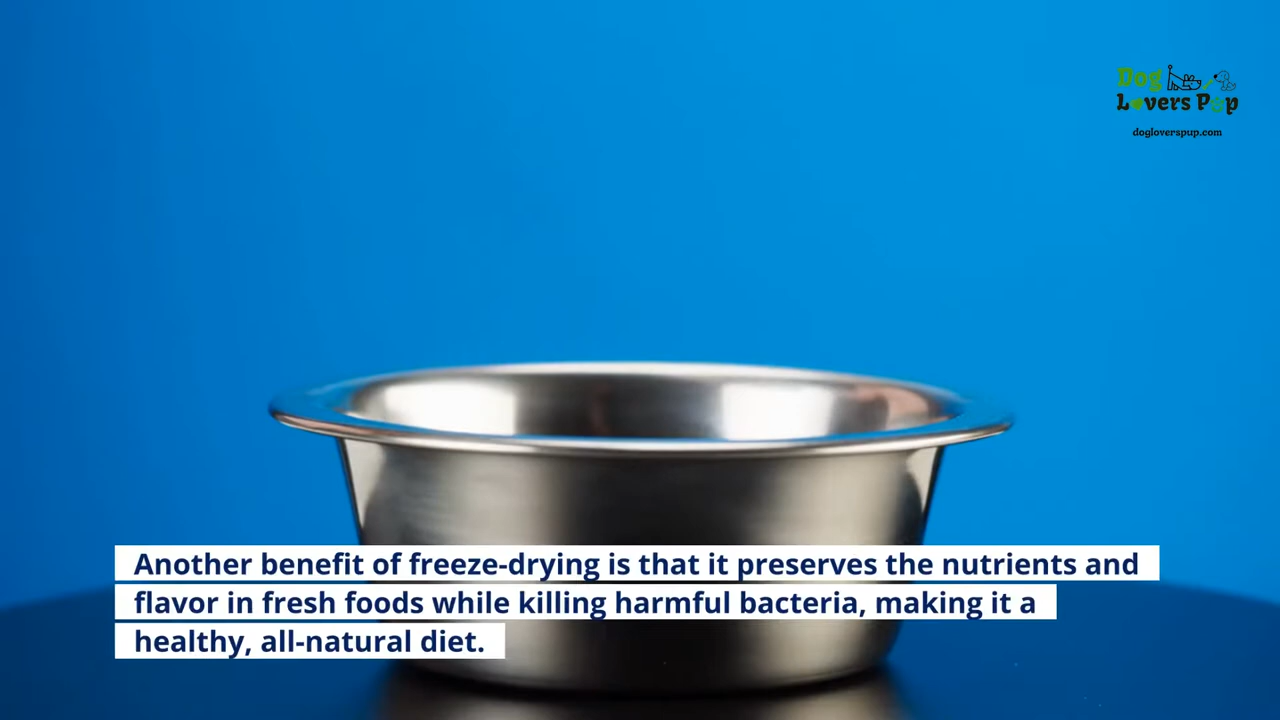 Dog
Lovers Pup
dogloverspup.com
Another benefit of freeze-drying is that it preserves the nutrients and
flavor in fresh foods while killing harmful bacteria, making it a
healthy, all-natural diet.